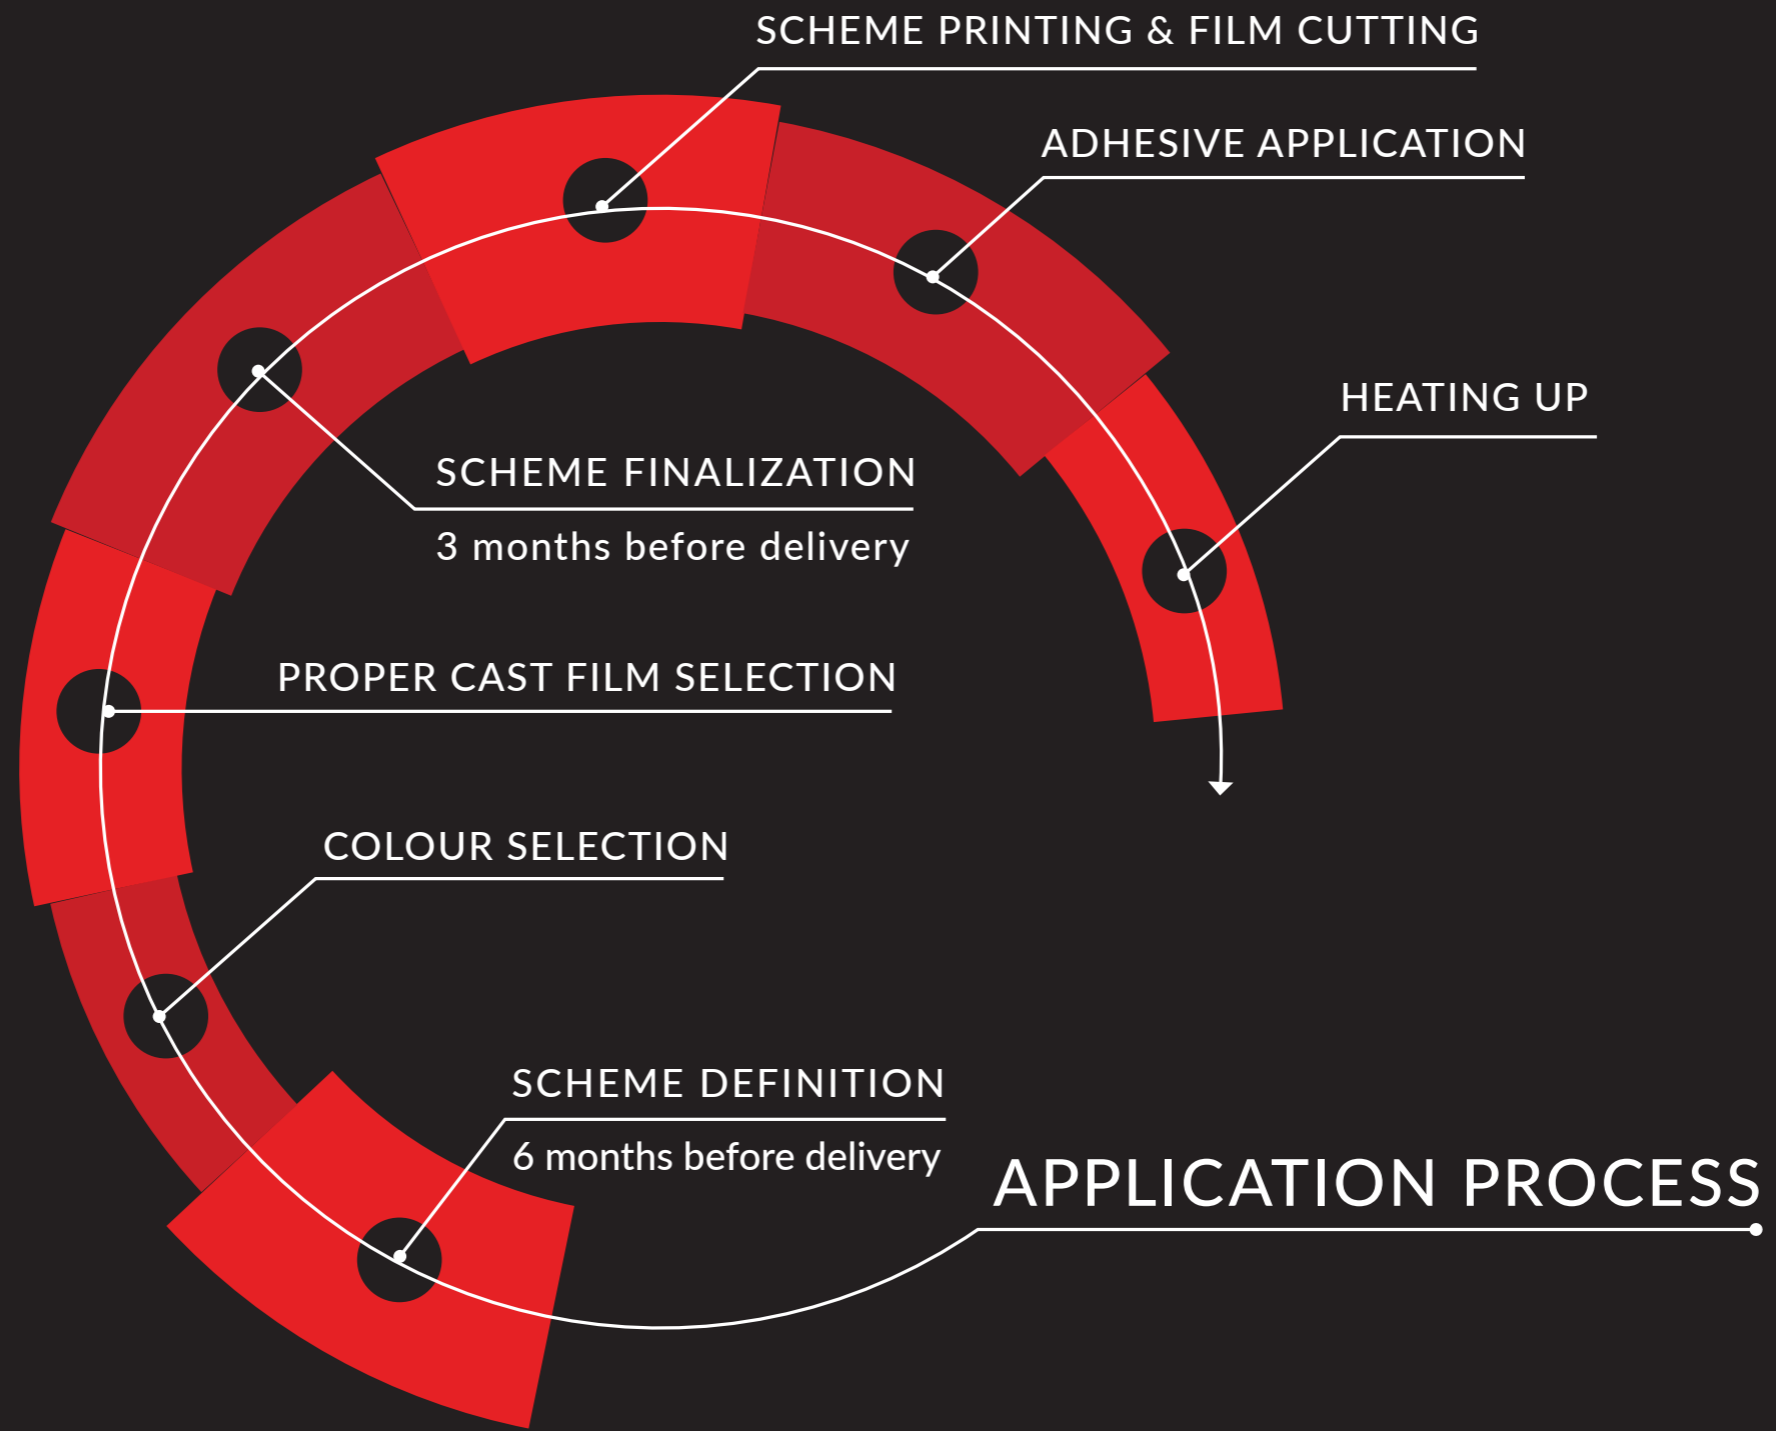 SCHEME PRINTING & FILM CUTTING
ADHESIVE APPLICATION
HEATING UP
SCHEME FINALIZATION
3 months before delivery
PROPER CAST FILM SELECTION
COLOUR SELECTION
SCHEME DEFINITION
6 months before delivery
APPLICATION PROCESS